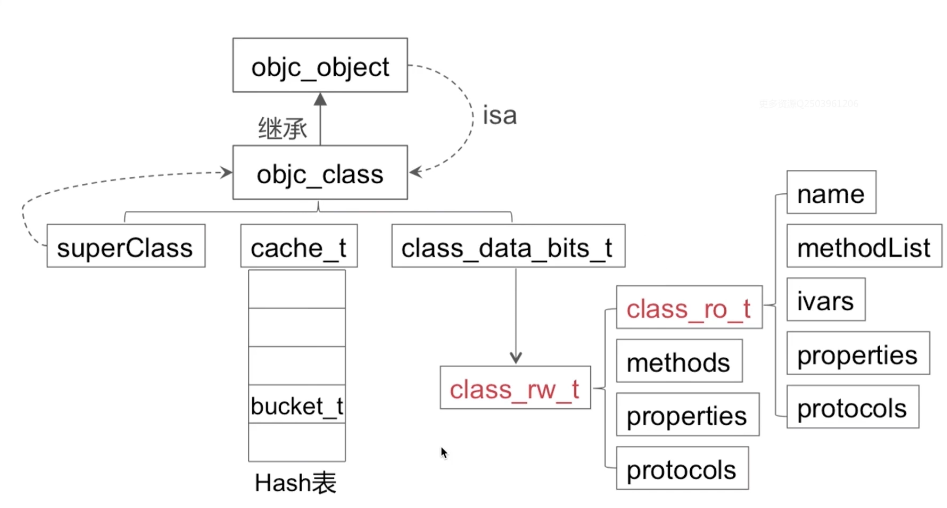 objc_object
isa
继承
objc_class
superClass
cache_t
class_data_bits_t
bucket_t
Hash表
class_rw_t
class_ro_t
methods
properties
protocols
name
methodList
ivars
properties
protocols